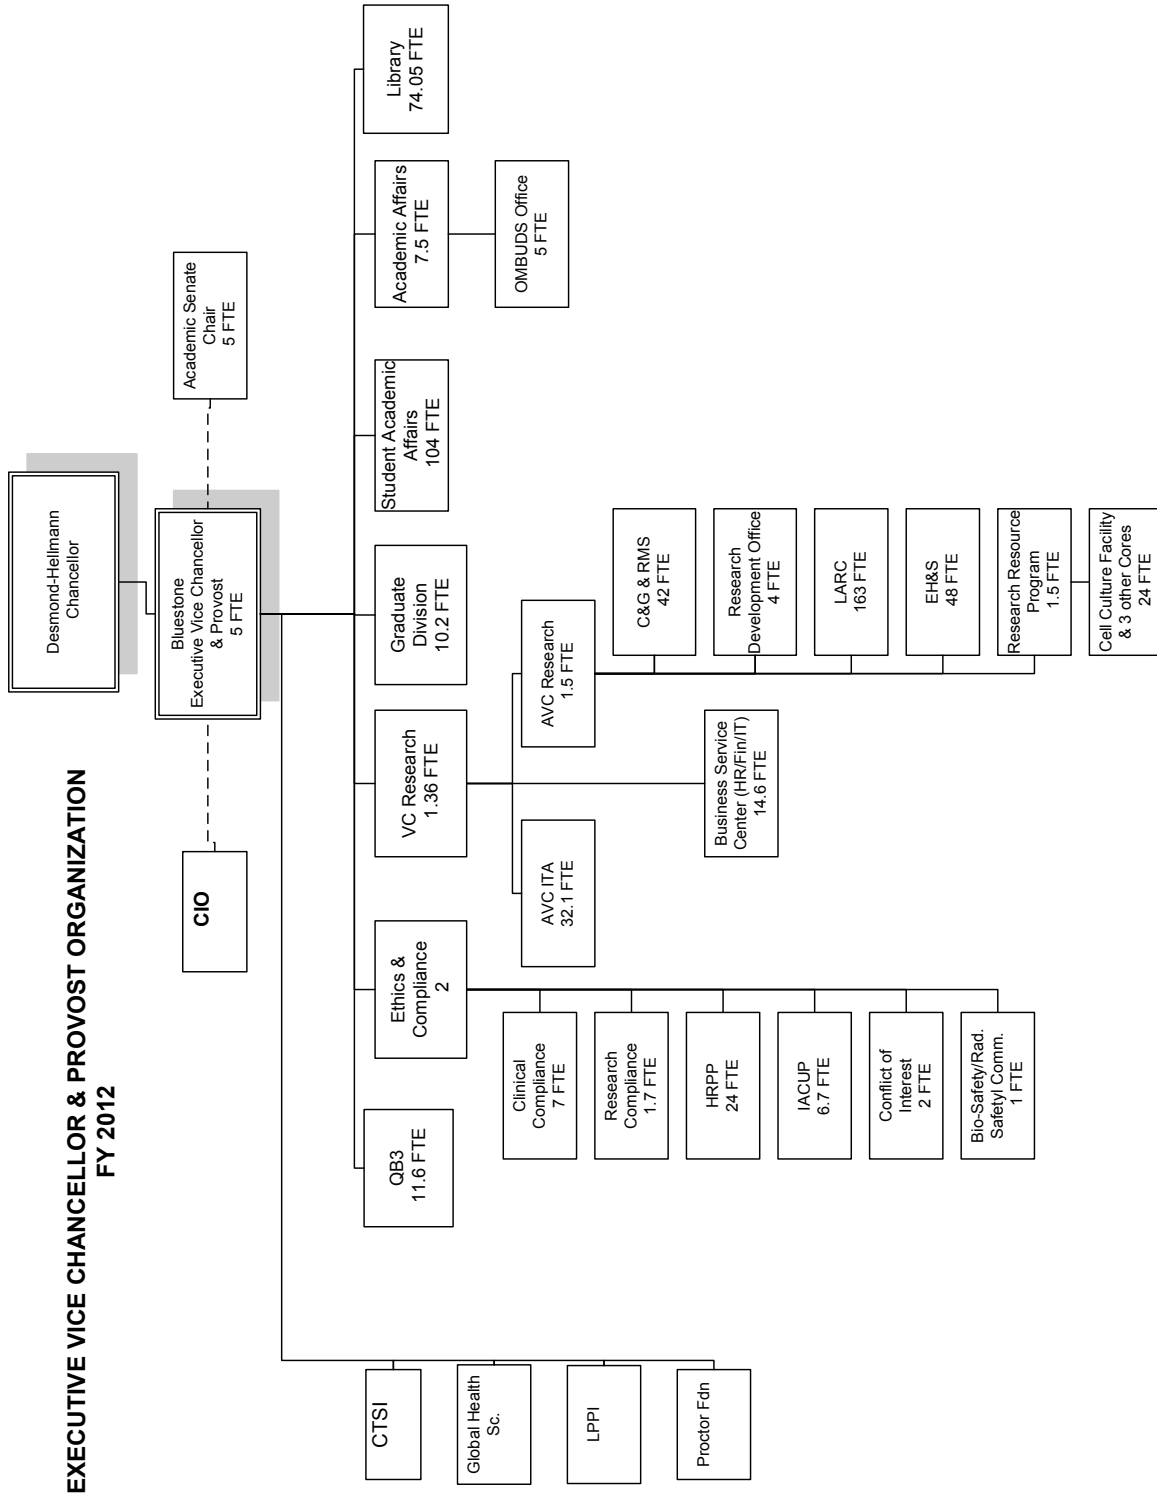 EXECUTIVE VICE CHANCELLOR & PROVOST ORGANIZATION
FY 2012
Desmond-Hellmann
Chancellor
CIO
Bluestone
Executive Vice Chancellor
& Provost
5 FTE
Academic Senate
Chair
5 FTE
CTSI
Global Health
Sc.
LPPI
Proctor Fdn
QB3
11.6 FTE
Ethics &
Compliance
2
Clinical
Compliance
7 FTE
Research
Compliance
1.7 FTE
HRPP
24 FTE
IACUP
6.7 FTE
Conflict of
Interest
2 FTE
Bio-Safety/Rad.
Safetyl Comm.
1 FTE
VC Research
1.36 FTE
AVC ITA
32.1 FTE
Business Service
Center (HR/Fin/IT)
14.6 FTE
AVC Research
1.5 FTE
C&G & RMS
42 FTE
Research
Development Office
4 FTE
LARC
163 FTE
EH&S
48 FTE
Research Resource
Program
1.5 FTE
Cell Culture Facility
& 3 other Cores
24 FTE
Graduate
Division
10.2 FTE
Student Academic
Affairs
104 FTE
Academic Affairs
7.5 FTE
OMBUDS Office
5 FTE
Library
74.05 FTE